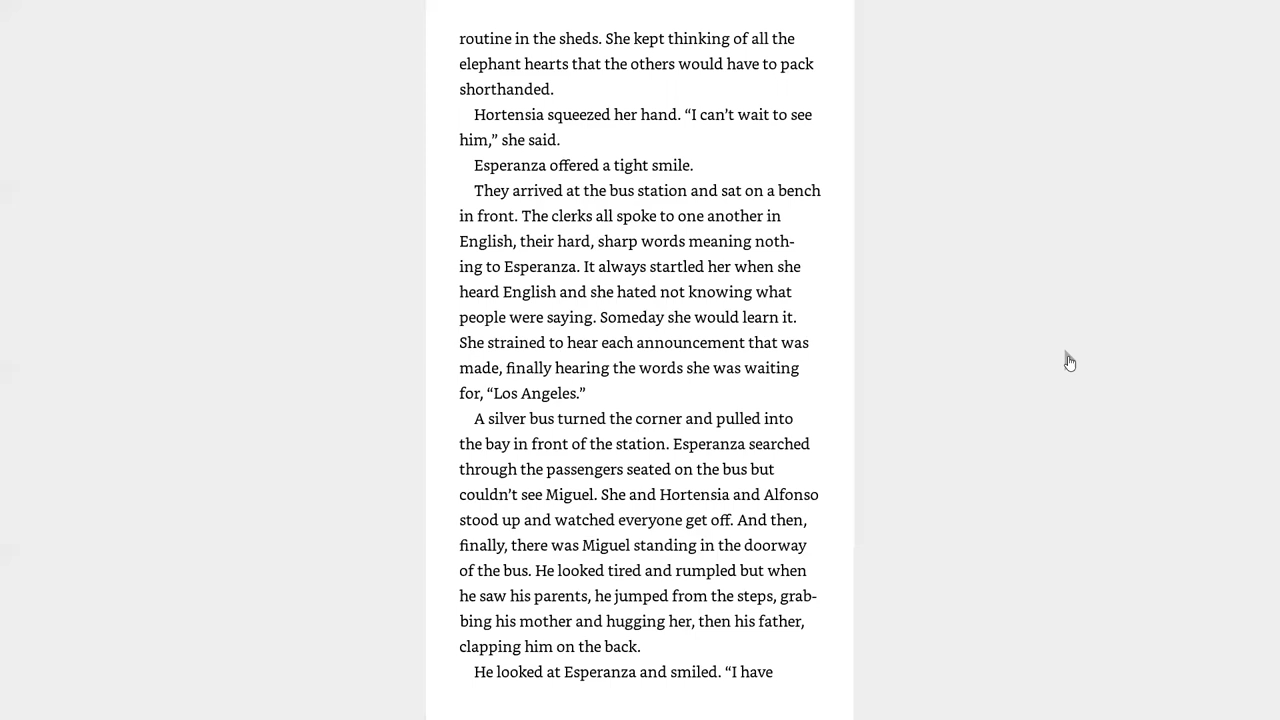 routine in the sheds. She kept thinking of all the
elephant hearts that the others would have to pack
shorthanded.
Hortensia squeezed her hand. “I can’t wait to see
him,” she said.
Esperanza offered a tight smile.
They arrived at the bus station and sat on a bench
in front. The clerks all spoke to one another in
English, their hard, sharp words meaning noth-
ing to Esperanza. It always startled her when she
heard English and she hated not knowing what
people were saying. Someday she would learn it.
She strained to hear each announcement that was
made, finally hearing the words she was waiting
for, “Los Angeles.”
A silver bus turned the corner and pulled into
the bay in front of the station. Esperanza searched
through the passengers seated on the bus but
couldn’t see Miguel. She and Hortensia and Alfonso
stood up and watched everyone get off. And then,
finally, there was Miguel standing in the doorway
of the bus. He looked tired and rumpled but when
he saw his parents, he jumped from the steps, grab-
bing his mother and hugging her, then his father,
clapping him on the back.
He looked at Esperanza and smiled. “I have